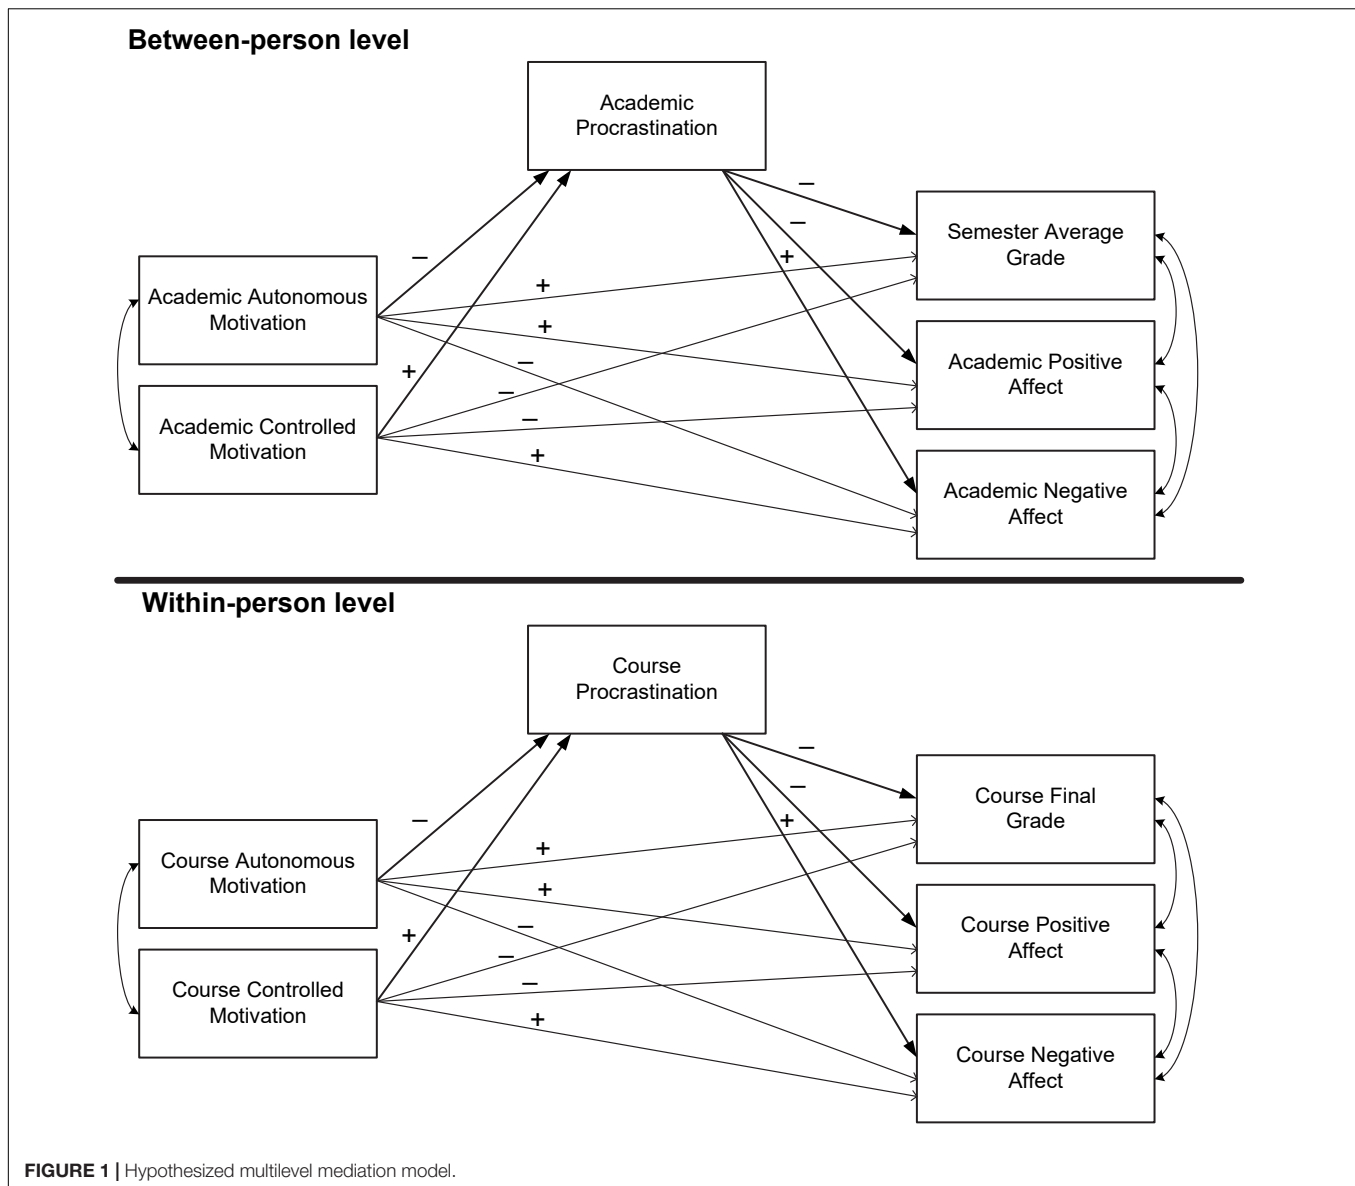 Between-person level
Academic
Procrastination
−
−
Semester Average
Grade
+
−
Academic Autonomous
Motivation
+
+
−
Academic Positive
Affect
+
−
Academic Controlled
Motivation
−
+
Academic Negative
Affect
Within-person level
Course
Procrastination
−
−
Course Final
Grade
+
−
Course Autonomous
Motivation
+
+
−
Course Positive
Affect
+
−
Course Controlled
Motivation
−
+
Course Negative
Affect
FIGURE 1 | Hypothesized multilevel mediation model.